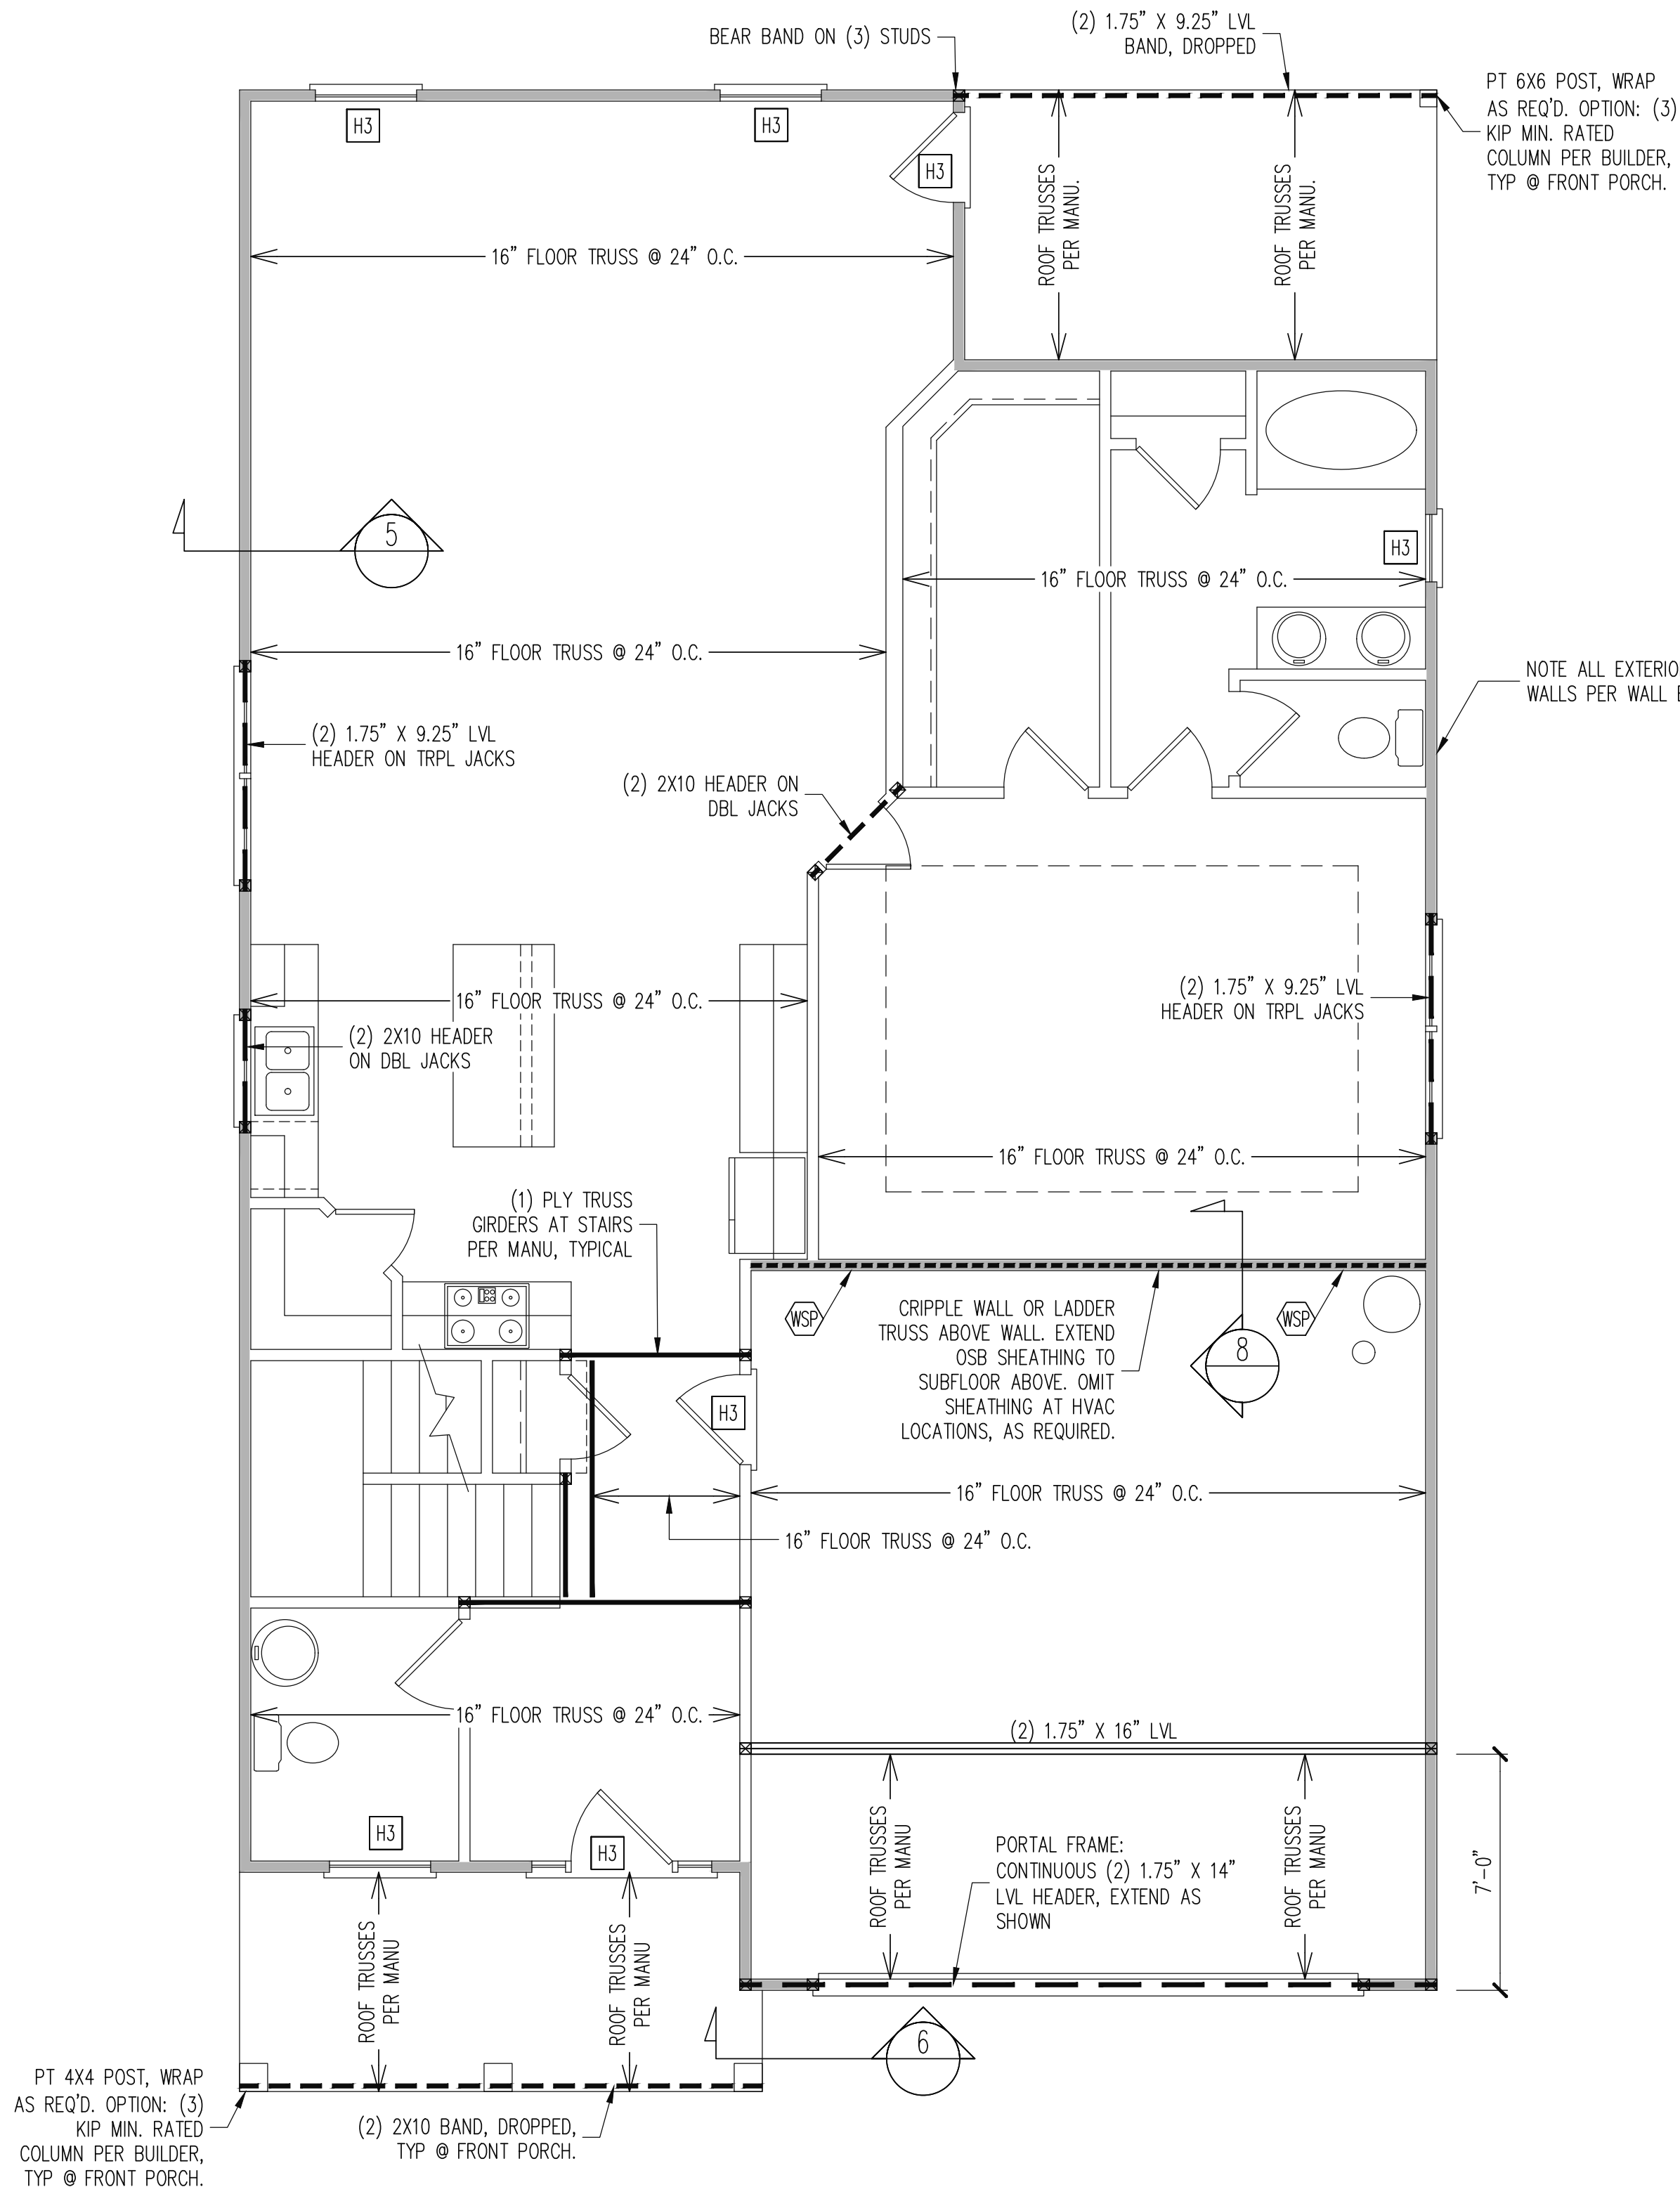 BEAR BAND ON (3) STUDS
(2) 1.75" X 9.25" LVL
BAND, DROPPED
PT 6X6 POST, WRAP
AS REQ'D. OPTION: (3)
KIP MIN. RATED
COLUMN PER BUILDER,
TYP @ FRONT PORCH.
H3
H3
H3
ROOF TRUSSES
PER MANU.
ROOF TRUSSES
PER MANU.
16" FLOOR TRUSS @ 24" O.C.
5
H3
16" FLOOR TRUSS @ 24" O.C.
16" FLOOR TRUSS @ 24" O.C.
NOTE ALL EXTERIO
WALLS PER WALL
(2) 1.75" X 9.25" LVL
HEADER ON TRPL JACKS
(2) 2X10 HEADER ON
DBL JACKS
16" FLOOR TRUSS @ 24" O.C.
(2) 1.75" X 9.25" LVL
HEADER ON TRPL JACKS
(2) 2X10 HEADER
ON DBL JACKS
16" FLOOR TRUSS @ 24" O.C.
(1) PLY TRUSS
GIRDERS AT STAIRS
PER MANU, TYPICAL
WSP
CRIPPLE WALL OR LADDER
TRUSS ABOVE WALL. EXTEND
OSB SHEATHING TO
SUBFLOOR ABOVE. OMIT
SHEATHING AT HVAC
LOCATIONS, AS REQUIRED.
WSP
8
H3
16" FLOOR TRUSS @ 24" O.C.
16" FLOOR TRUSS @ 24" O.C.
16" FLOOR TRUSS @ 24" O.C.
(2) 1.75" X 16" LVL
H3
H3
ROOF TRUSSES
PER MANU
PORTAL FRAME:
CONTINUOUS (2) 1.75" X 14"
LVL HEADER, EXTEND AS
SHOWN
ROOF TRUSSES
PER MANU
7'-0"
ROOF TRUSSES
PER MANU
ROOF TRUSSES
PER MANU
6
PT 4X4 POST, WRAP
AS REQ'D. OPTION: (3)
KIP MIN. RATED
COLUMN PER BUILDER,
TYP @ FRONT PORCH.
(2) 2X10 BAND, DROPPED,
TYP @ FRONT PORCH.